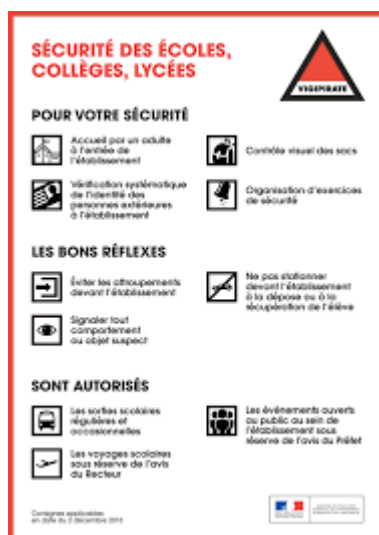 SÉCURITÉ DES ÉCOLES,
COLLÈGES, LYCÉES
VIGIPIRATE
POUR VOTRE SÉCURITÉ
Accueil par un adulte
à l'entrée de
l'établissement
Contrôle visuel des sacs
Vérification systématique
de l'identité des
personnes extérieures
à l'établissement
Organisation d'exercices
de sécurité
LES BONS RÉFLEXES
Éviter les attroupements
devant l'établissement
Ne pas stationner
devant l'établissement
à la dépose ou à la
récupération de l'élève
Signaler tout
comportement
ou objet suspect
SONT AUTORISÉS
Les sorties scolaires
régulières et
occasionnelles
Les événements ouverts
au public au sein de
l'établissement sous
réserve de l'avis du Préfet
Les voyages scolaires
sous réserve de l'avis
du Recteur
Consignes applicables
en date du 2 décembre 2015